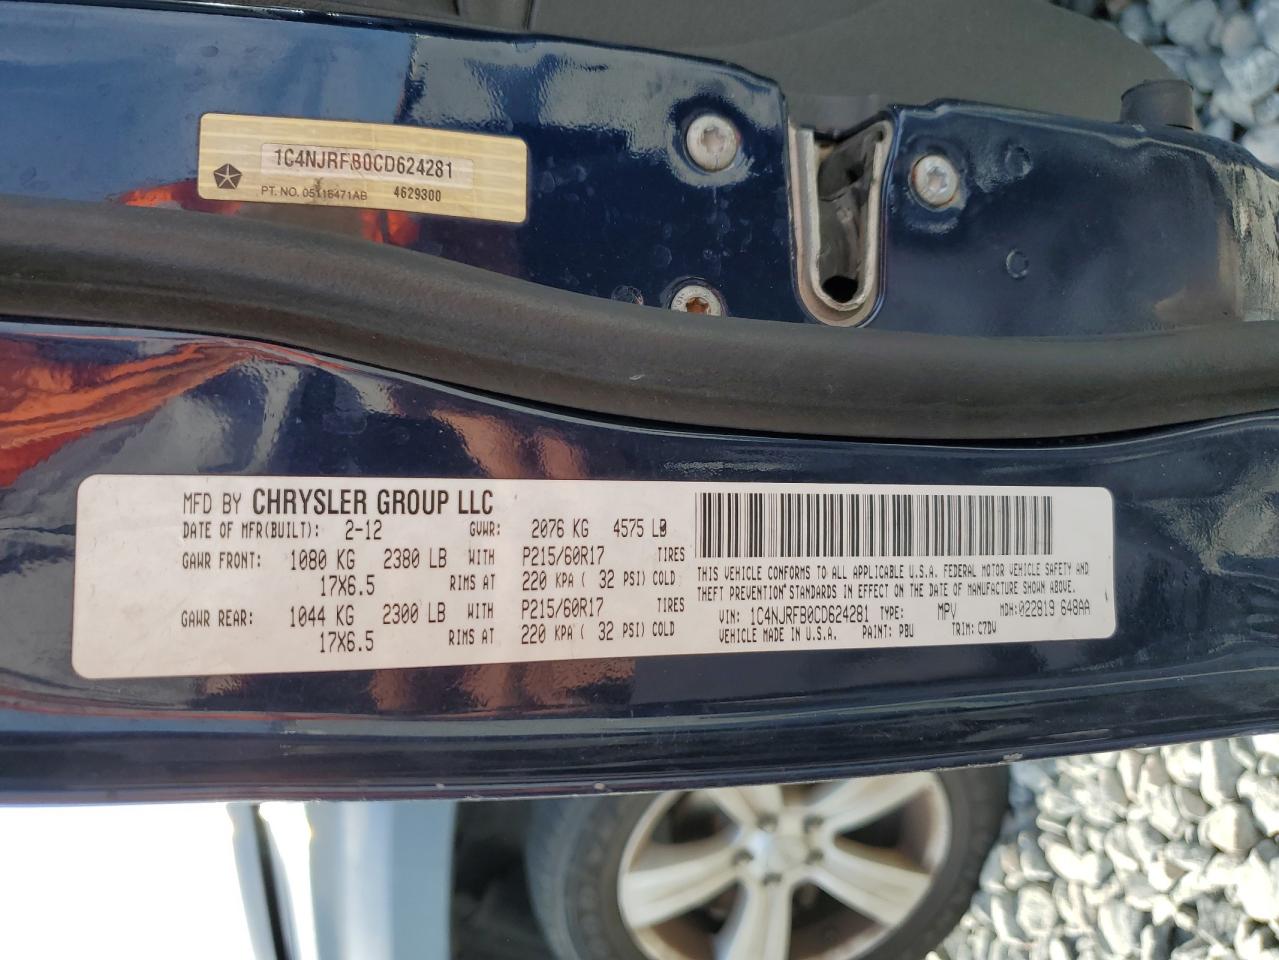 1C4NJRFB0CD624281
PT. NO. 05116471AB 4629300
MFD BY CHRYSLER GROUP LLC
DATE OF MFR(BUILT): 2-12 GVWR: 2076 KG 4575 LB
GAWR FRONT: 1080 KG 2380 LB WITH P215/60R17 TIRES
17X6.5 RIMS AT 220 KPA ( 32 PSI) COLD
GAWR REAR: 1044 KG 2300 LB WITH P215/60R17 TIRES
17X6.5 RIMS AT 220 KPA ( 32 PSI) COLD
THIS VEHICLE CONFORMS TO ALL APPLICABLE U.S.A. FEDERAL MOTOR VEHICLE SAFETY AND
THEFT PREVENTION STANDARDS IN EFFECT ON THE DATE OF MANUFACTURE SHOWN ABOVE.
VIN: 1C4NJRFB0CD624281 TYPE: MPV MDH:022819 648AA
VEHICLE MADE IN U.S.A. PAINT: PBU TRIM: C7DV